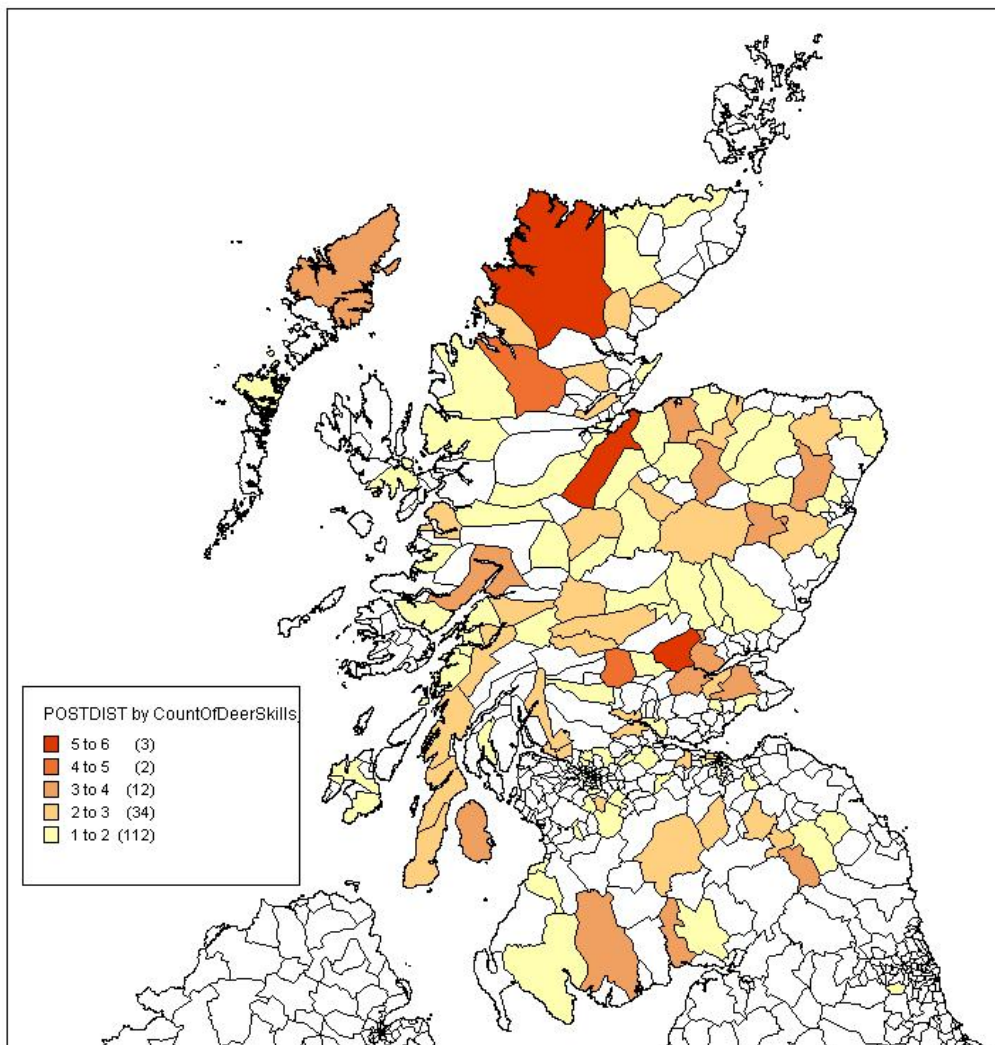 POSTDIST by CountOfDeerSkills
5 to 6 (3)
4 to 5 (2)
3 to 4 (12)
2 to 3 (34)
1 to 2 (112)